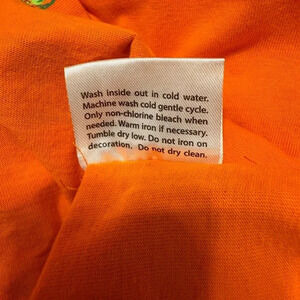 Wash inside out in cold water.
Machine wash cold gentle cycle.
Only non-chlorine bleach when
needed. Warm iron if necessary.
Tumble dry low. Do not iron on
decoration. Do not dry clean.